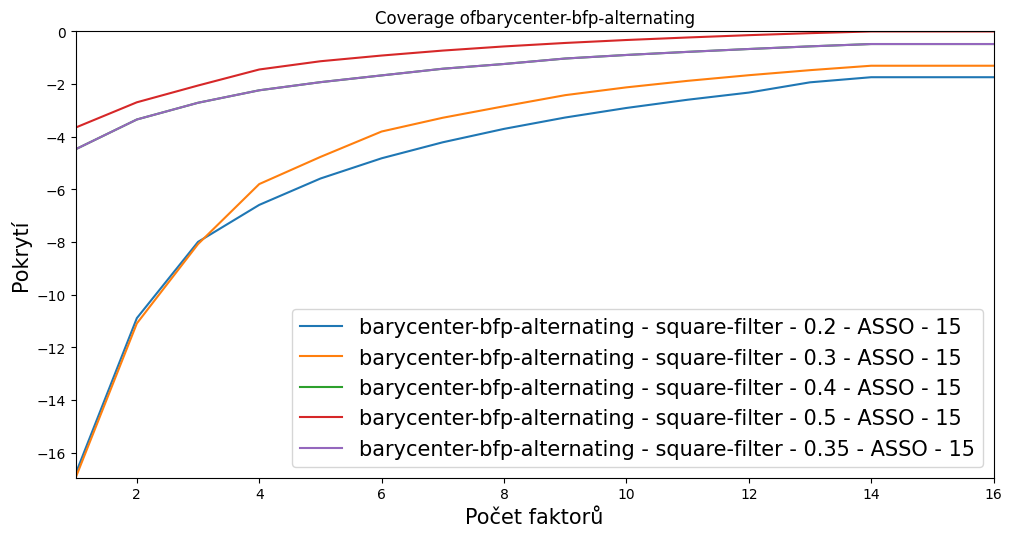 Coverage ofbarycenter-bfp-alternating
0
−2
−4
−6
−8
−10
−12
−14
−16
Pokrytí
barycenter-bfp-alternating - square-filter - 0.2 - ASSO - 15
barycenter-bfp-alternating - square-filter - 0.3 - ASSO - 15
barycenter-bfp-alternating - square-filter - 0.4 - ASSO - 15
barycenter-bfp-alternating - square-filter - 0.5 - ASSO - 15
barycenter-bfp-alternating - square-filter - 0.35 - ASSO - 15
2 4 6 8 10 12 14 16
Počet faktorů